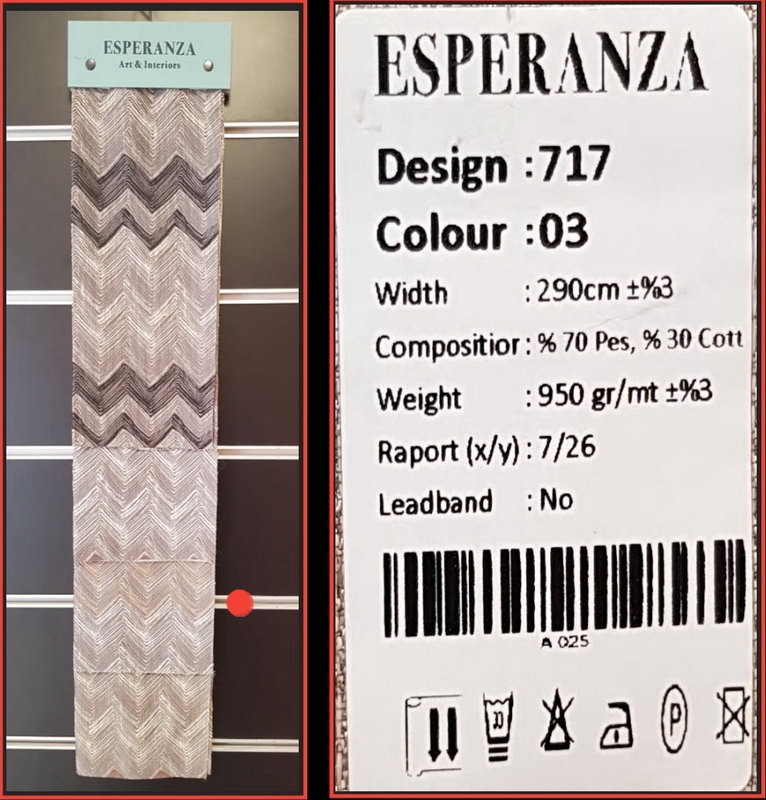 ESPERANZA
Art & Interiors
ESPERANZA
Design :717
Colour :03
Width : 290cm ±%3
Compositior : % 70 Pes, % 30 Cott
Weight : 950 gr/mt ±%3
Raport (x/y) : 7/26
Leadband : No
A 025
P